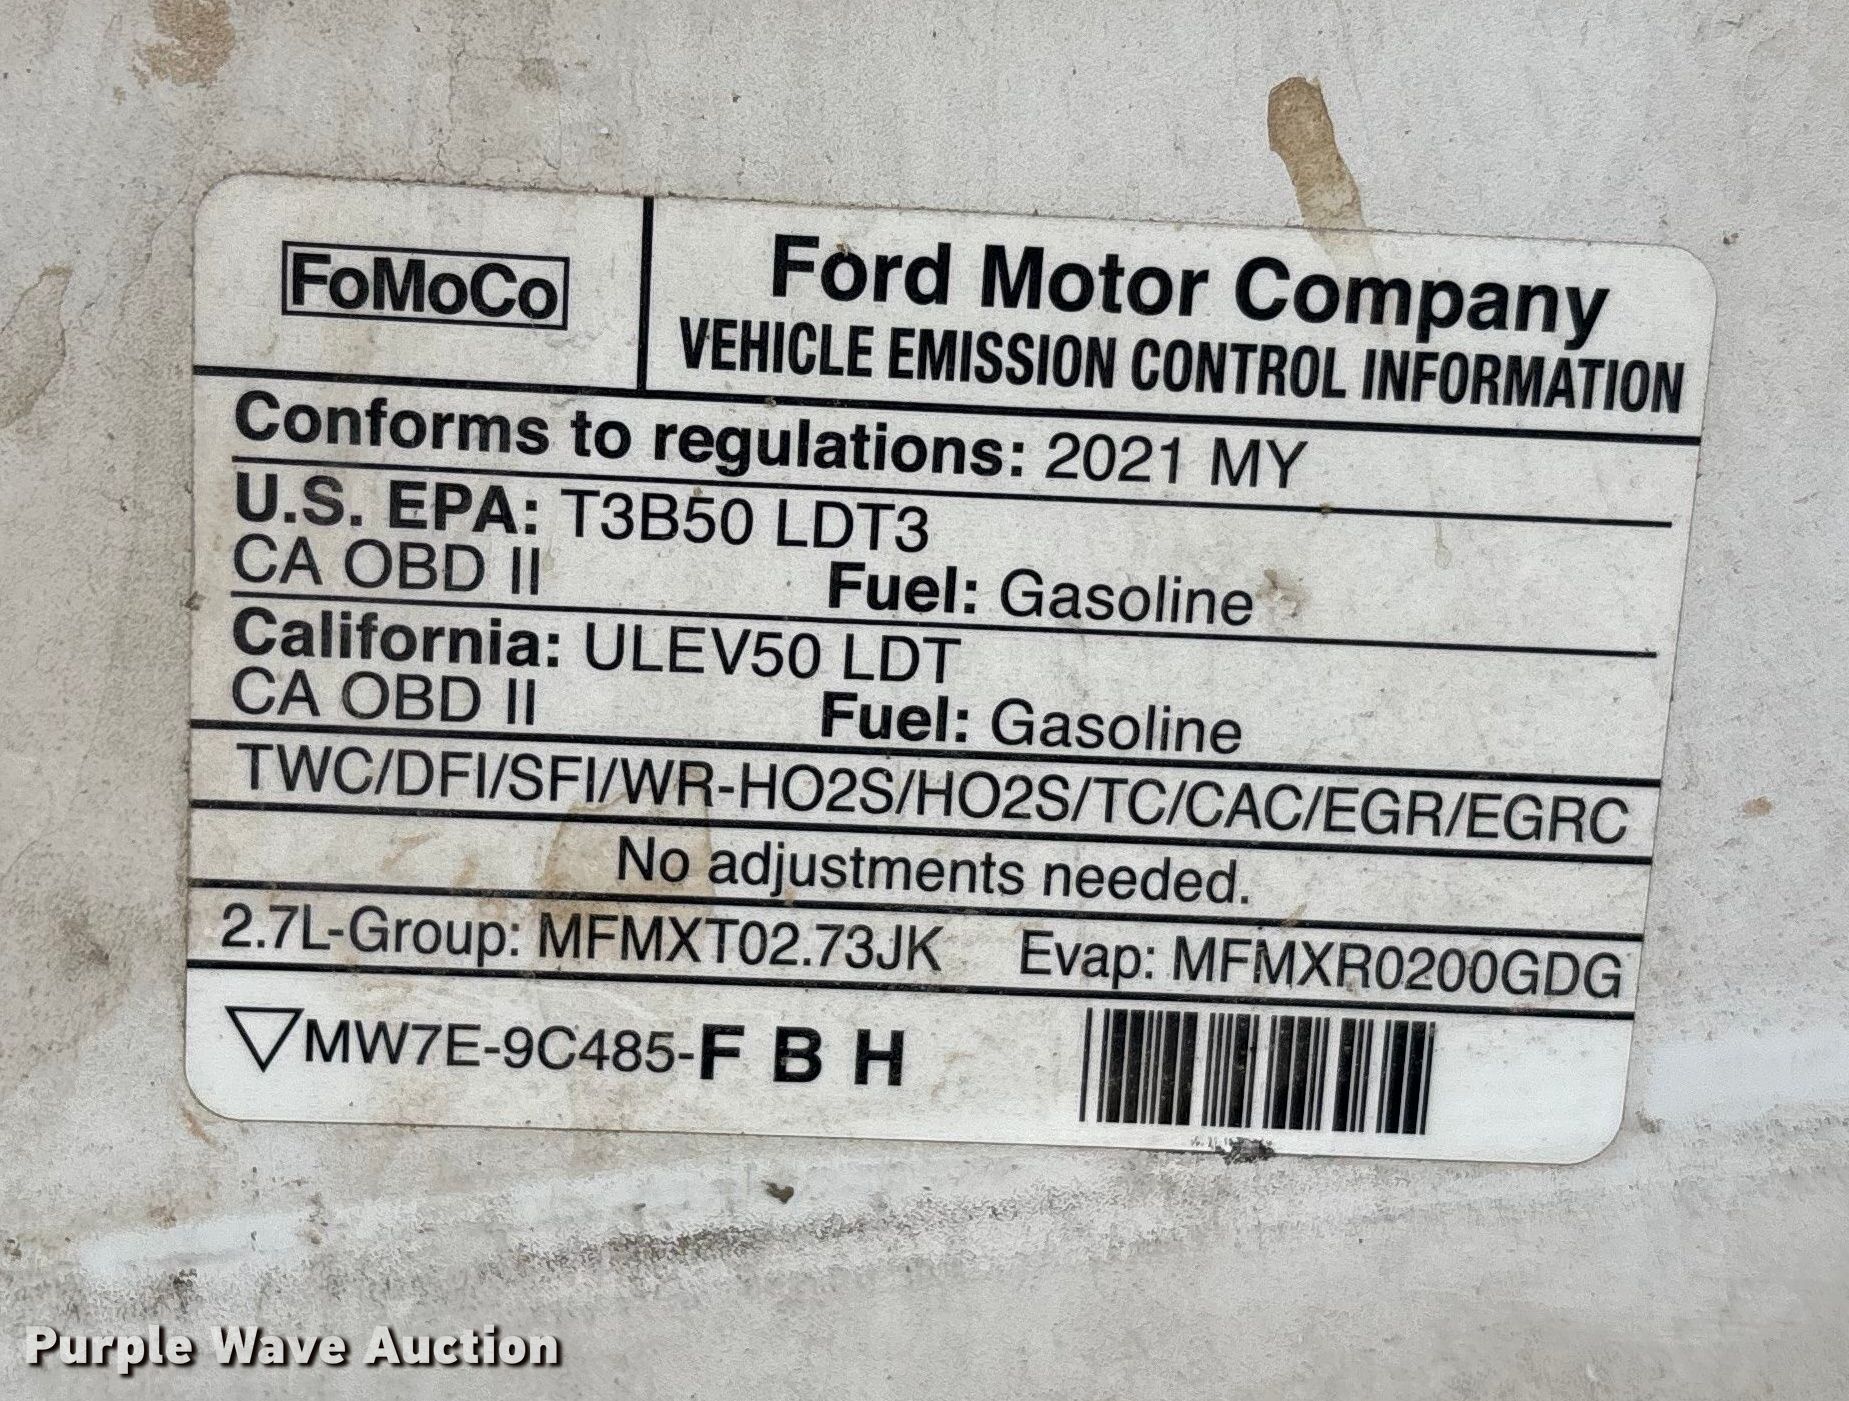 FoMoCo
Ford Motor Company
VEHICLE EMISSION CONTROL INFORMATION
Conforms to regulations: 2021 MY
U.S. EPA: T3B50 LDT3
CA OBD II Fuel: Gasoline
California: ULEV50 LDT
CA OBD II Fuel: Gasoline
TWC/DFI/SFI/WR-HO2S/HO2S/TC/CAC/EGR/EGRC
No adjustments needed.
2.7L-Group: MFMXT02.73JK Evap: MFMXR0200GDG
MW7E-9C485-F B H
Purple Wave Auction